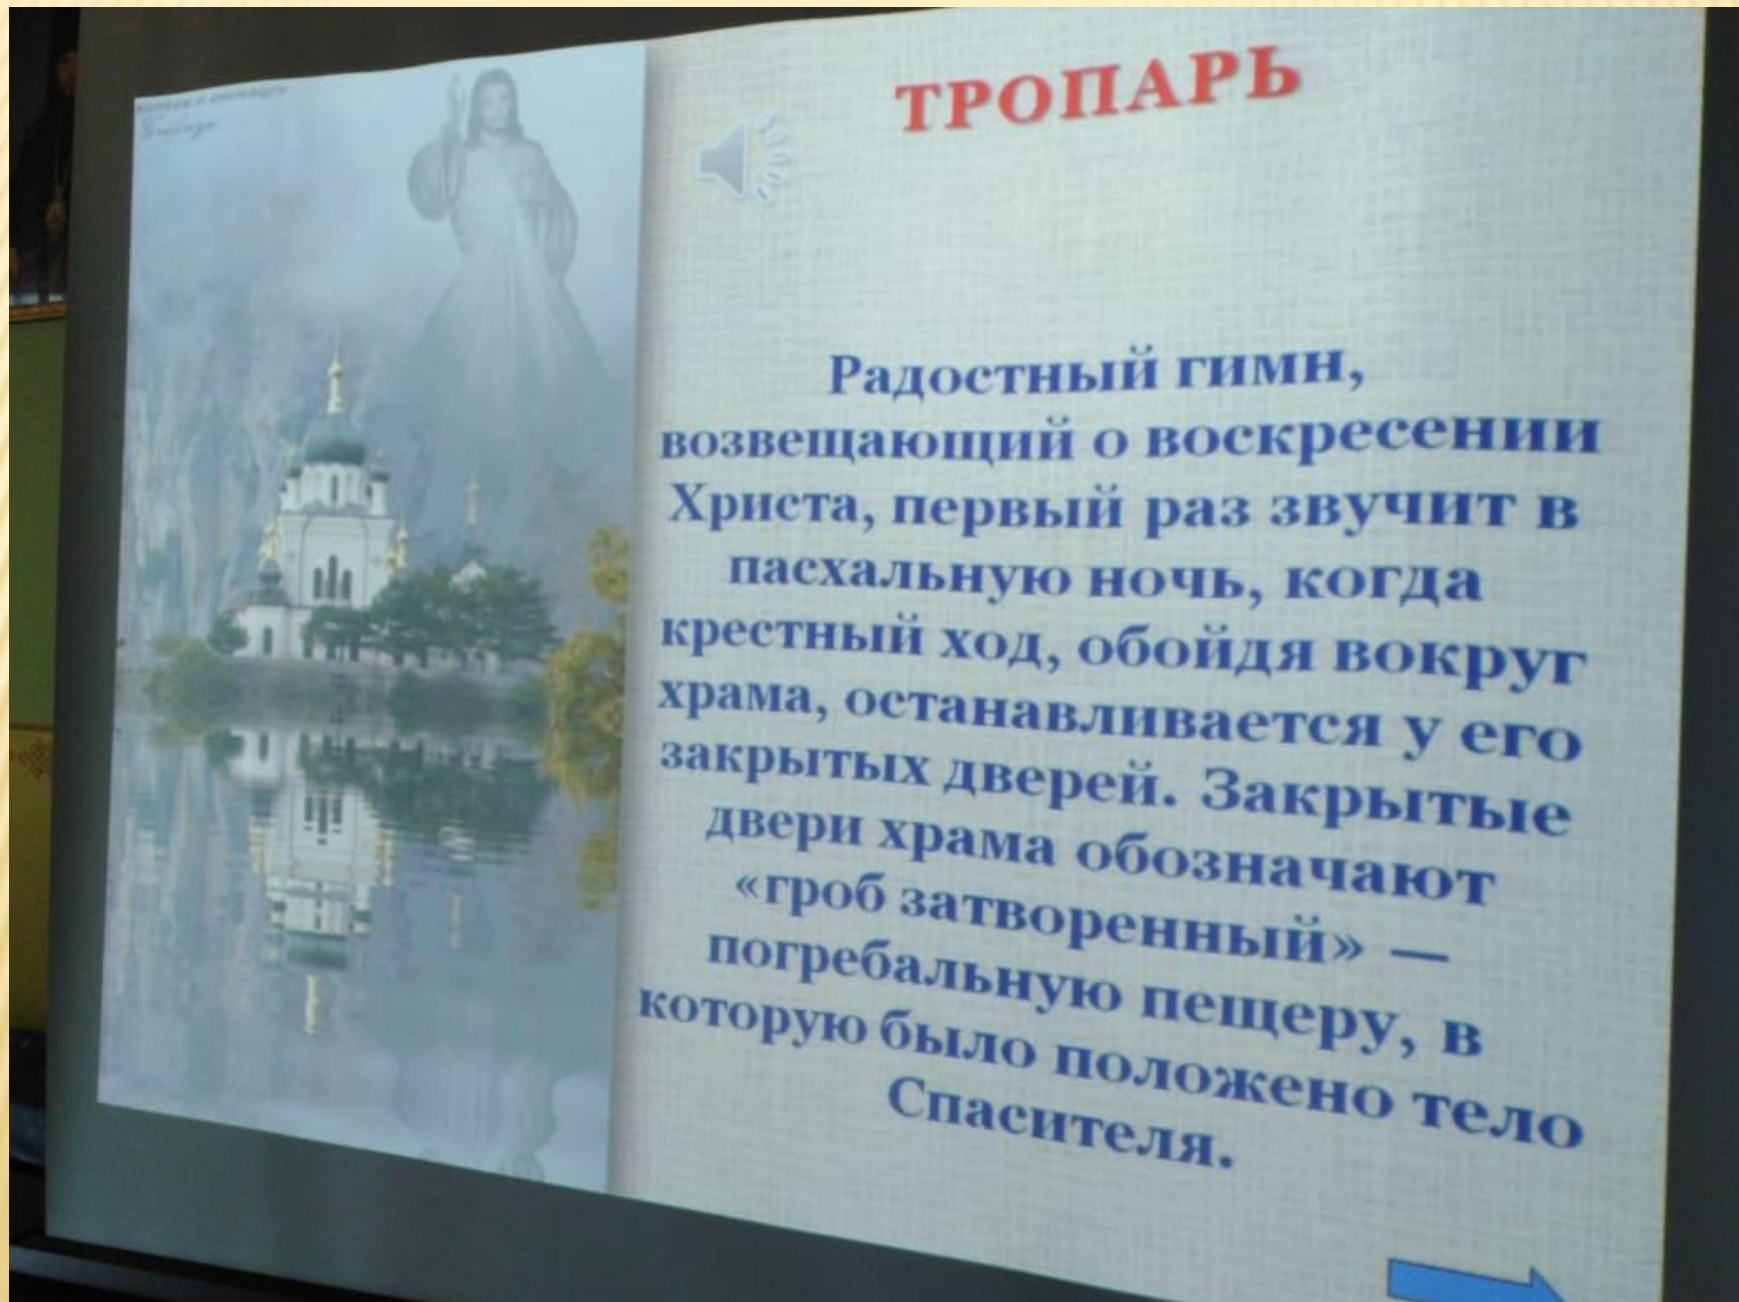 ТРОПАРЬ
Радостный гимн,
возвещающий о воскресении
Христа, первый раз звучит в
пасхальную ночь, когда
крестный ход, обойдя вокруг
храма, останавливается у его
закрытых дверей. Закрытые
двери храма обозначают
«гроб затворенный» —
погребальную пещеру, в
которую было положено тело
Спасителя.